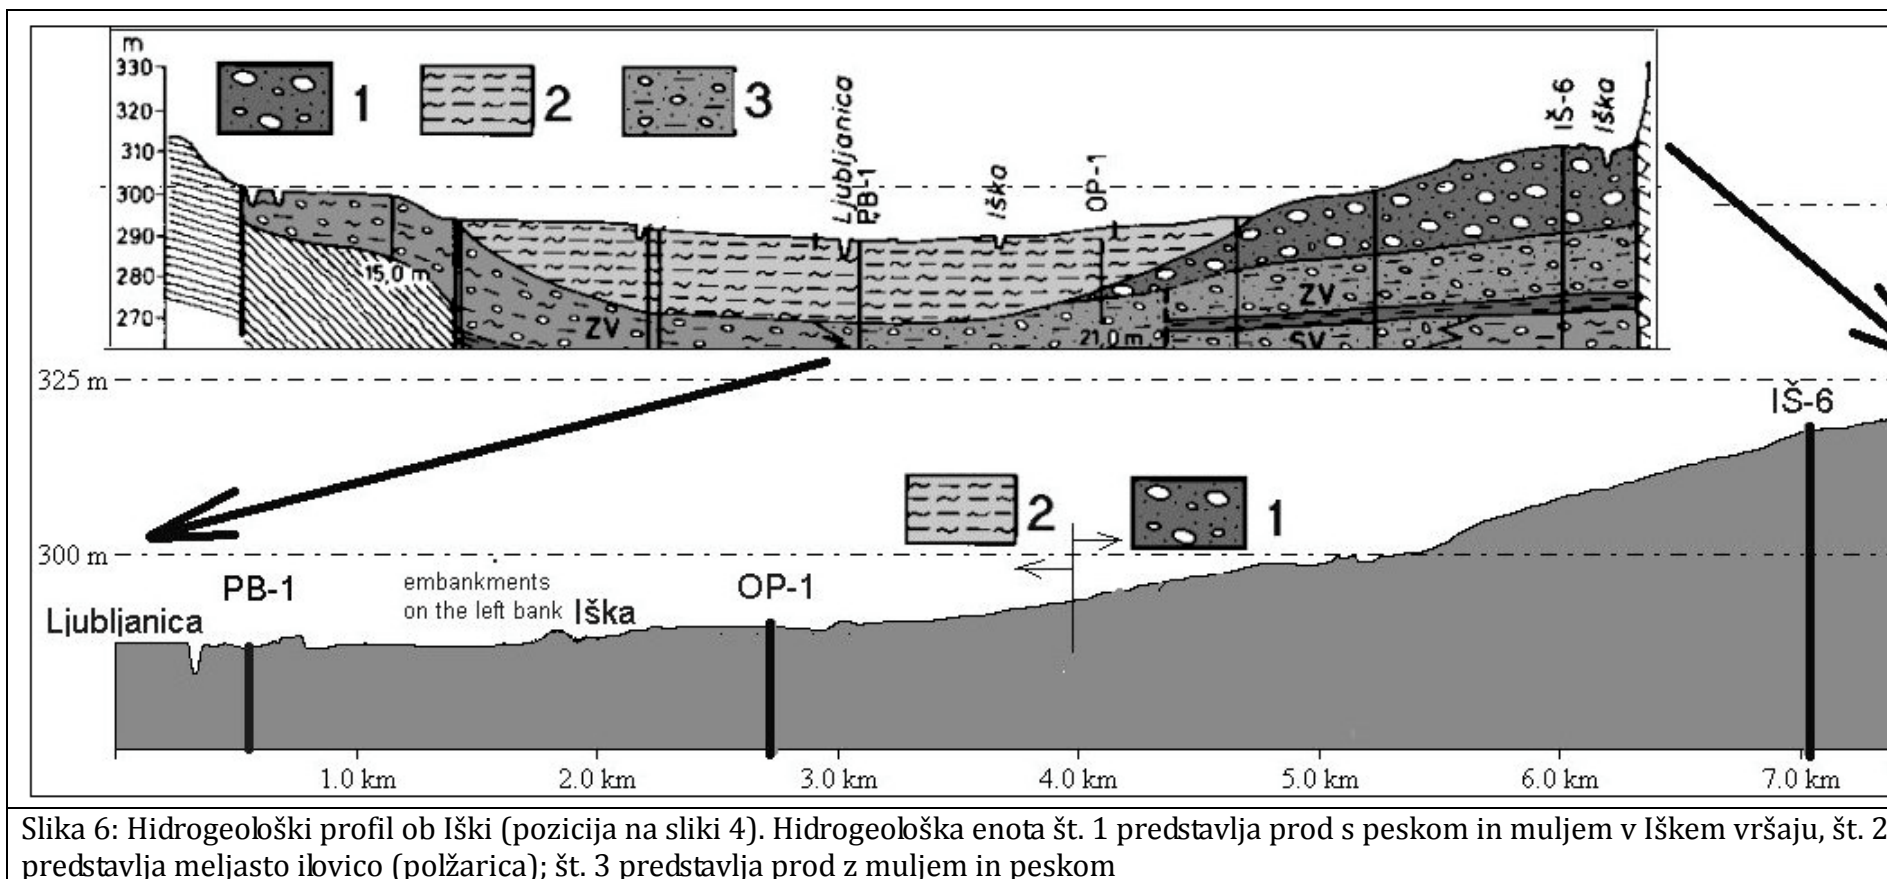 m
330
320
310
300
290
280
270
1
2
3
Ljubljanica
PB-1
Iška
OP-1
IŠ-6
Iška
15,0 m
ZV
ZV
21,0 m
SV
325 m
IŠ-6
2
1
300 m
PB-1
embankments
on the left bank
Iška
OP-1
Ljubljanica
1.0 km
2.0 km
3.0 km
4.0 km
5.0 km
6.0 km
7.0 km
Slika 6: Hidrogeološki profil ob Iški (pozicija na sliki 4). Hidrogeološka enota št. 1 predstavlja prod s peskom in muljem v Iškem vršaju, št. 2
predstavlja meljasto ilovico (polžarica); št. 3 predstavlja prod z muljem in peskom